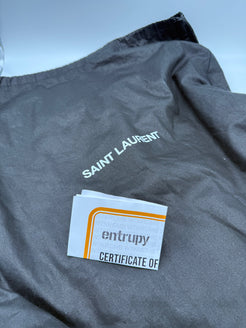 SAINT LAURENT
entrupy
CERTIFICATE OF